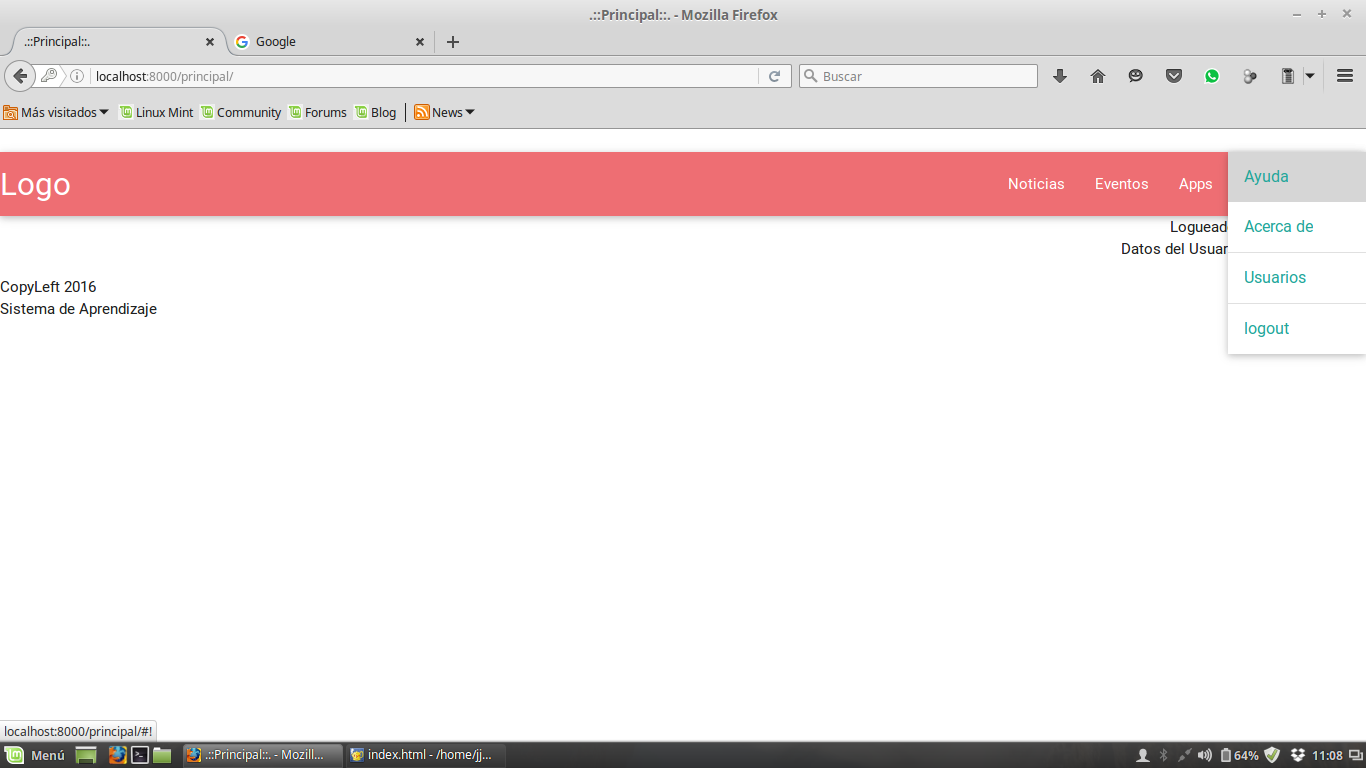 .::Principal::. - Mozilla Firefox
.::Principal::.
Google
localhost:8000/principal/
Buscar
Más visitados
Linux Mint
Community
Forums
Blog
News
Logo
Noticias
Eventos
Apps
Ayuda
Acerca de
Usuarios
logout
Loguead
Datos del Usuar
CopyLeft 2016
Sistema de Aprendizaje
localhost:8000/principal/#!
Menú
.::Principal::. - Mozill...
index.html - /home/jj...
64%
11:08